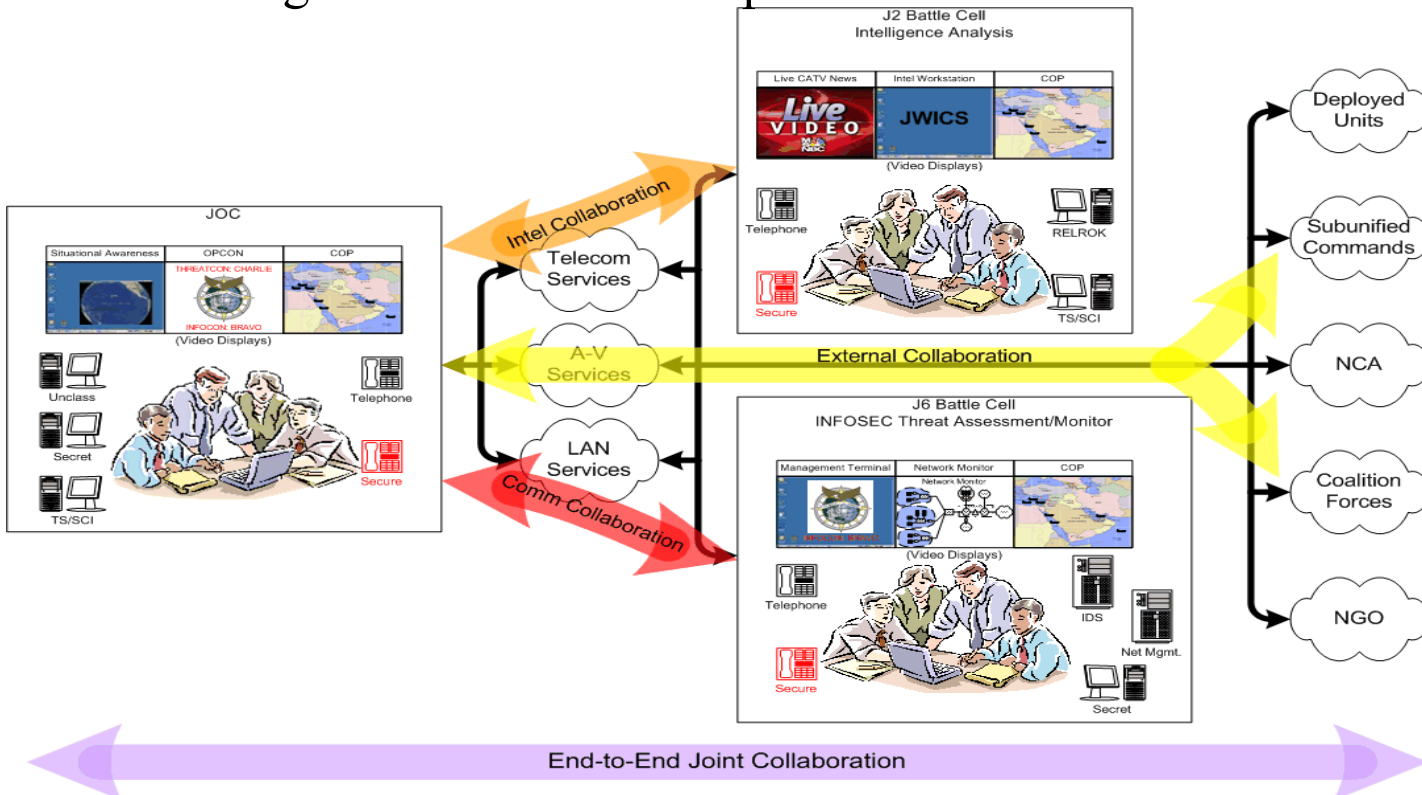 J2 Battle Cell
Intelligence Analysis
Live CATV News
Intel Workstation
COP
Live
VIDEO
NBC
JWICS
(Video Displays)
Telephone
RELROK
Secure
TS/SCI
JOC
Situational Awareness
OPCON
COP
THREATCON: CHARLIE
INFOCON: BRAVO
(Video Displays)
Unclass
Telephone
Secret
Secure
TS/SCI
Intel Collaboration
Telecom
Services
A-V
Services
LAN
Services
Comm Collaboration
External Collaboration
J6 Battle Cell
INFOSEC Threat Assessment/Monitor
Management Terminal
Network Monitor
COP
Network Monitor
INFOCON: BRAVO
(Video Displays)
Telephone
IDS
Net Mgmt.
Secure
Secret
Deployed
Units
Subunified
Commands
NCA
Coalition
Forces
NGO
End-to-End Joint Collaboration